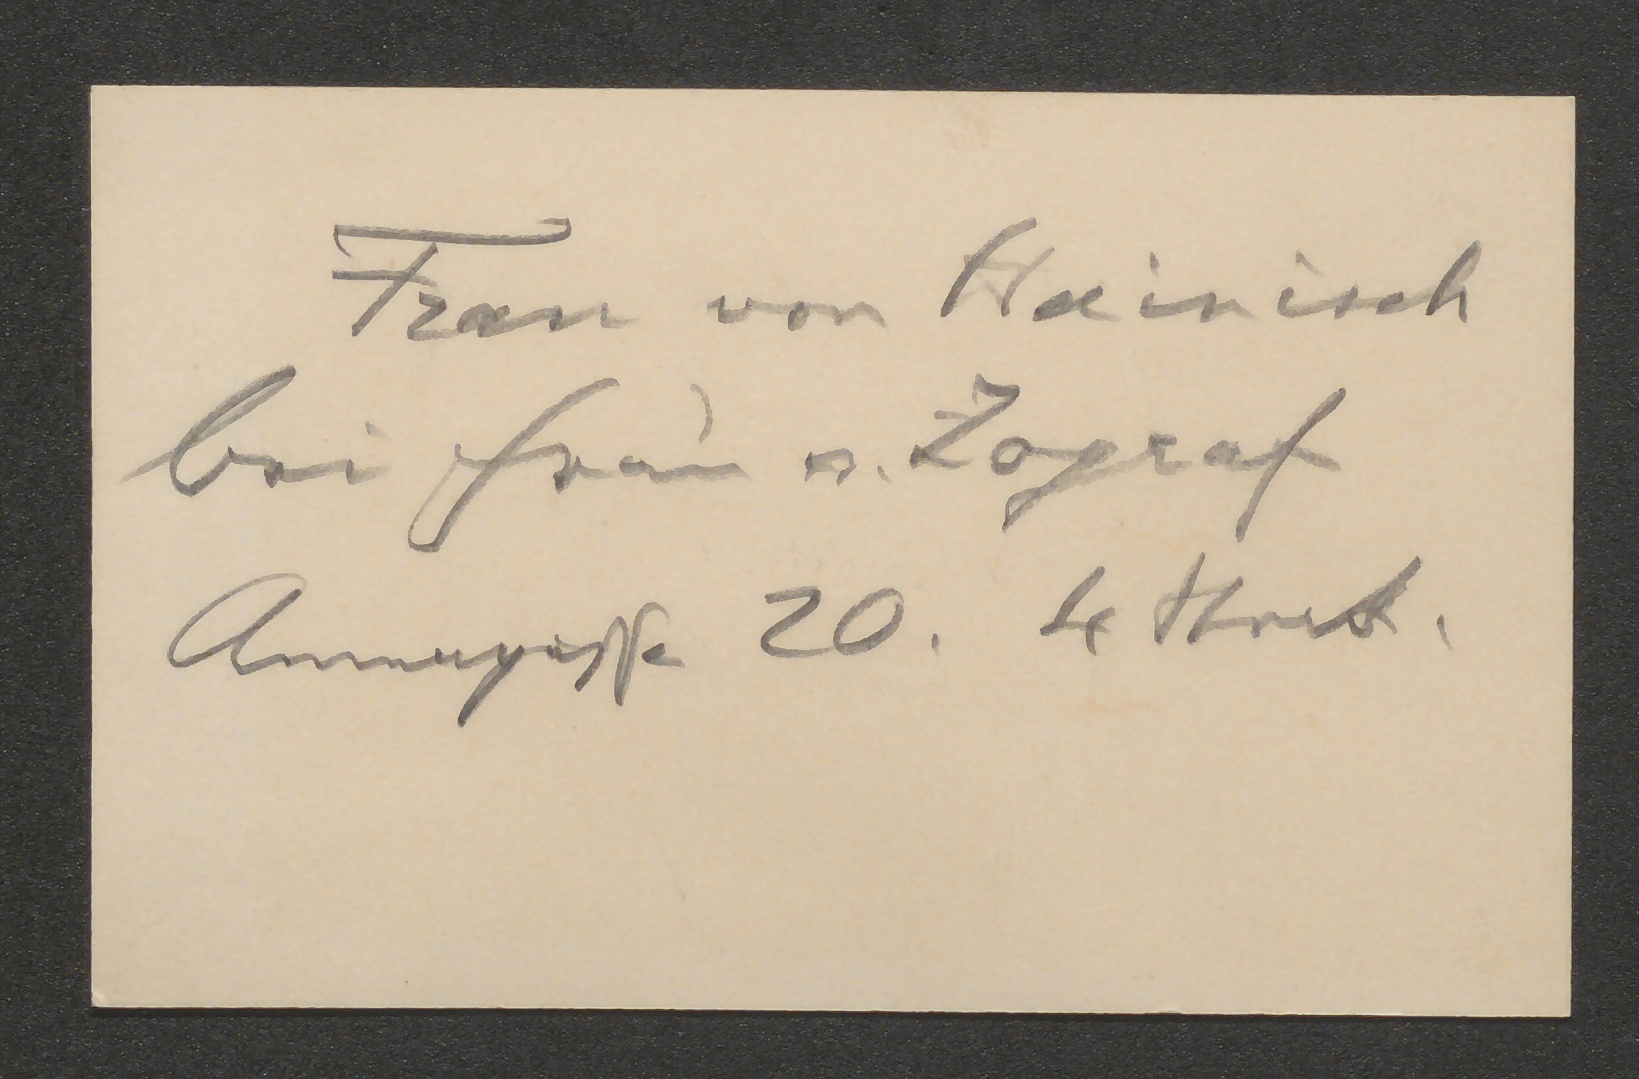 Frau von Hainisch
bei Frau v. Zograf
Annagasse 20. 4 Stock.